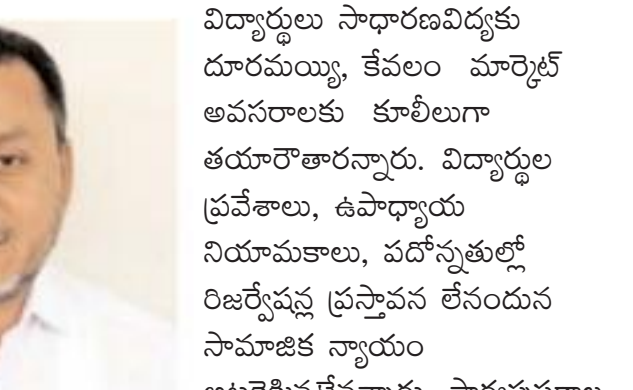 విద్యార్థులు సాధారణవిద్యకు
దూరమయ్యి, కేవలం మార్కెట్
అవసరాలకు కూలీలుగా
తయారౌతారన్నారు. విద్యార్థుల
ప్రవేశాలు, ఉపాధ్యాయ
నియామకాలు, పదోన్నతుల్లో
రిజర్వేషన్ల ప్రస్తావన లేనందున
సామాజిక న్యాయం